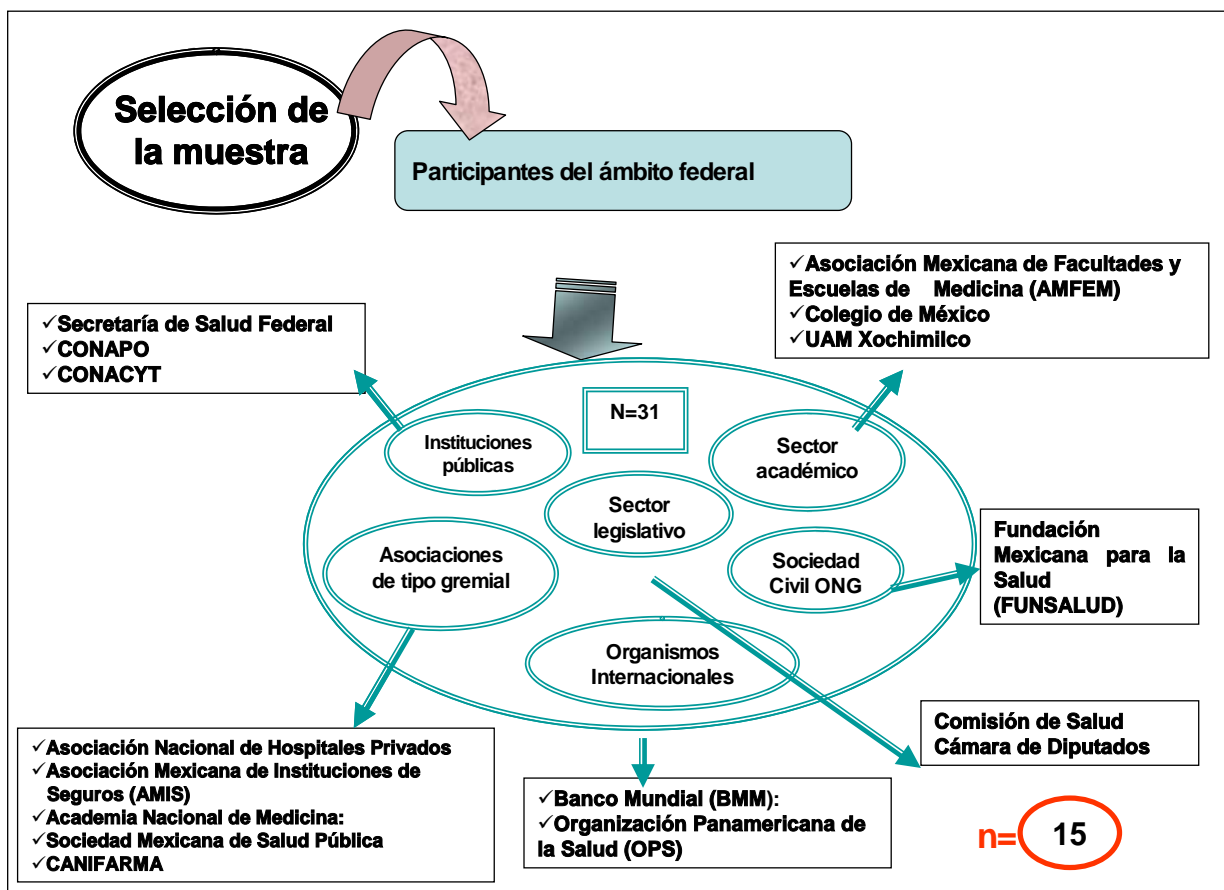 Selección de
la muestra
Participantes del ámbito federal
✓Asociación Mexicana de Facultades y
Escuelas de Medicina (AMFEM)
✓Colegio de México
✓UAM Xochimilco
✓Secretaría de Salud Federal
✓CONAPO
✓CONACYT
N=31
Instituciones
públicas
Sector
académico
Sector
legislativo
Asociaciones
de tipo gremial
Sociedad
Civil ONG
Organismos
Internacionales
Fundación
Mexicana para la
Salud
(FUNSALUD)
Comisión de Salud
Cámara de Diputados
✓Asociación Nacional de Hospitales Privados
✓Asociación Mexicana de Instituciones de
Seguros (AMIS)
✓Academia Nacional de Medicina:
✓Sociedad Mexicana de Salud Pública
✓CANIFARMA
✓Banco Mundial (BMM):
✓Organización Panamericana de
la Salud (OPS)
n= 15